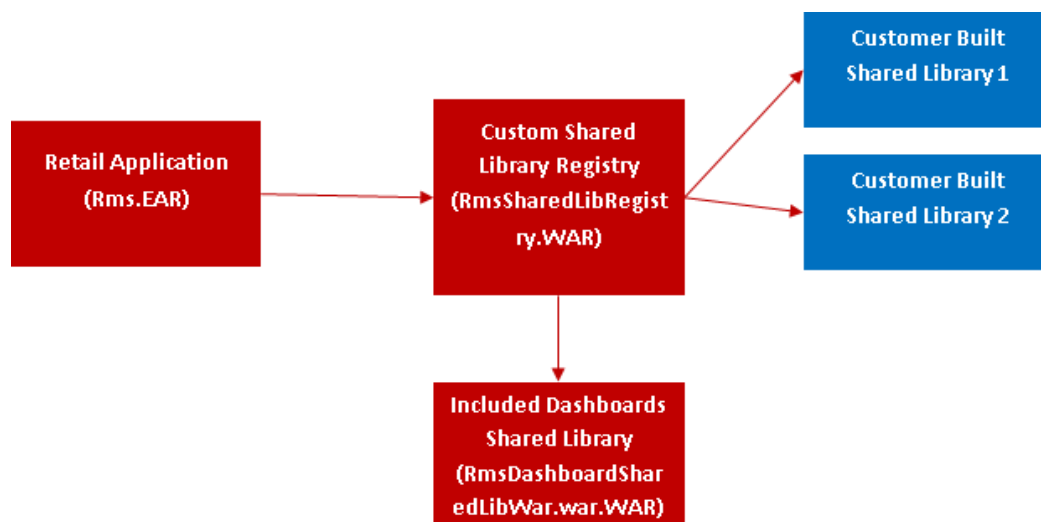 Retail Application
(Rms.EAR)
Custom Shared
Library Registry
(RmsSharedLibRegist
ry.WAR)
Customer Built
Shared Library 1
Customer Built
Shared Library 2
Included Dashboards
Shared Library
(RmsDashboardShar
edLibWar.war.WAR)